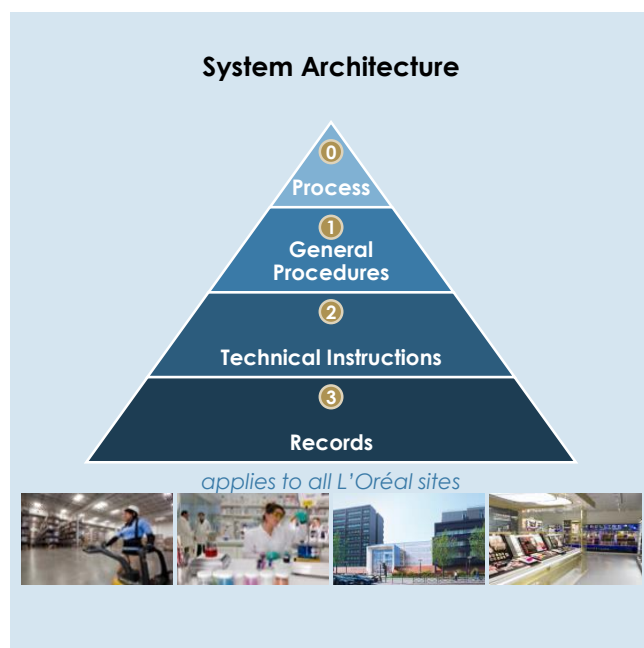 System Architecture
0
Process
1
General
Procedures
2
Technical Instructions
3
Records
applies to all L'Oréal sites